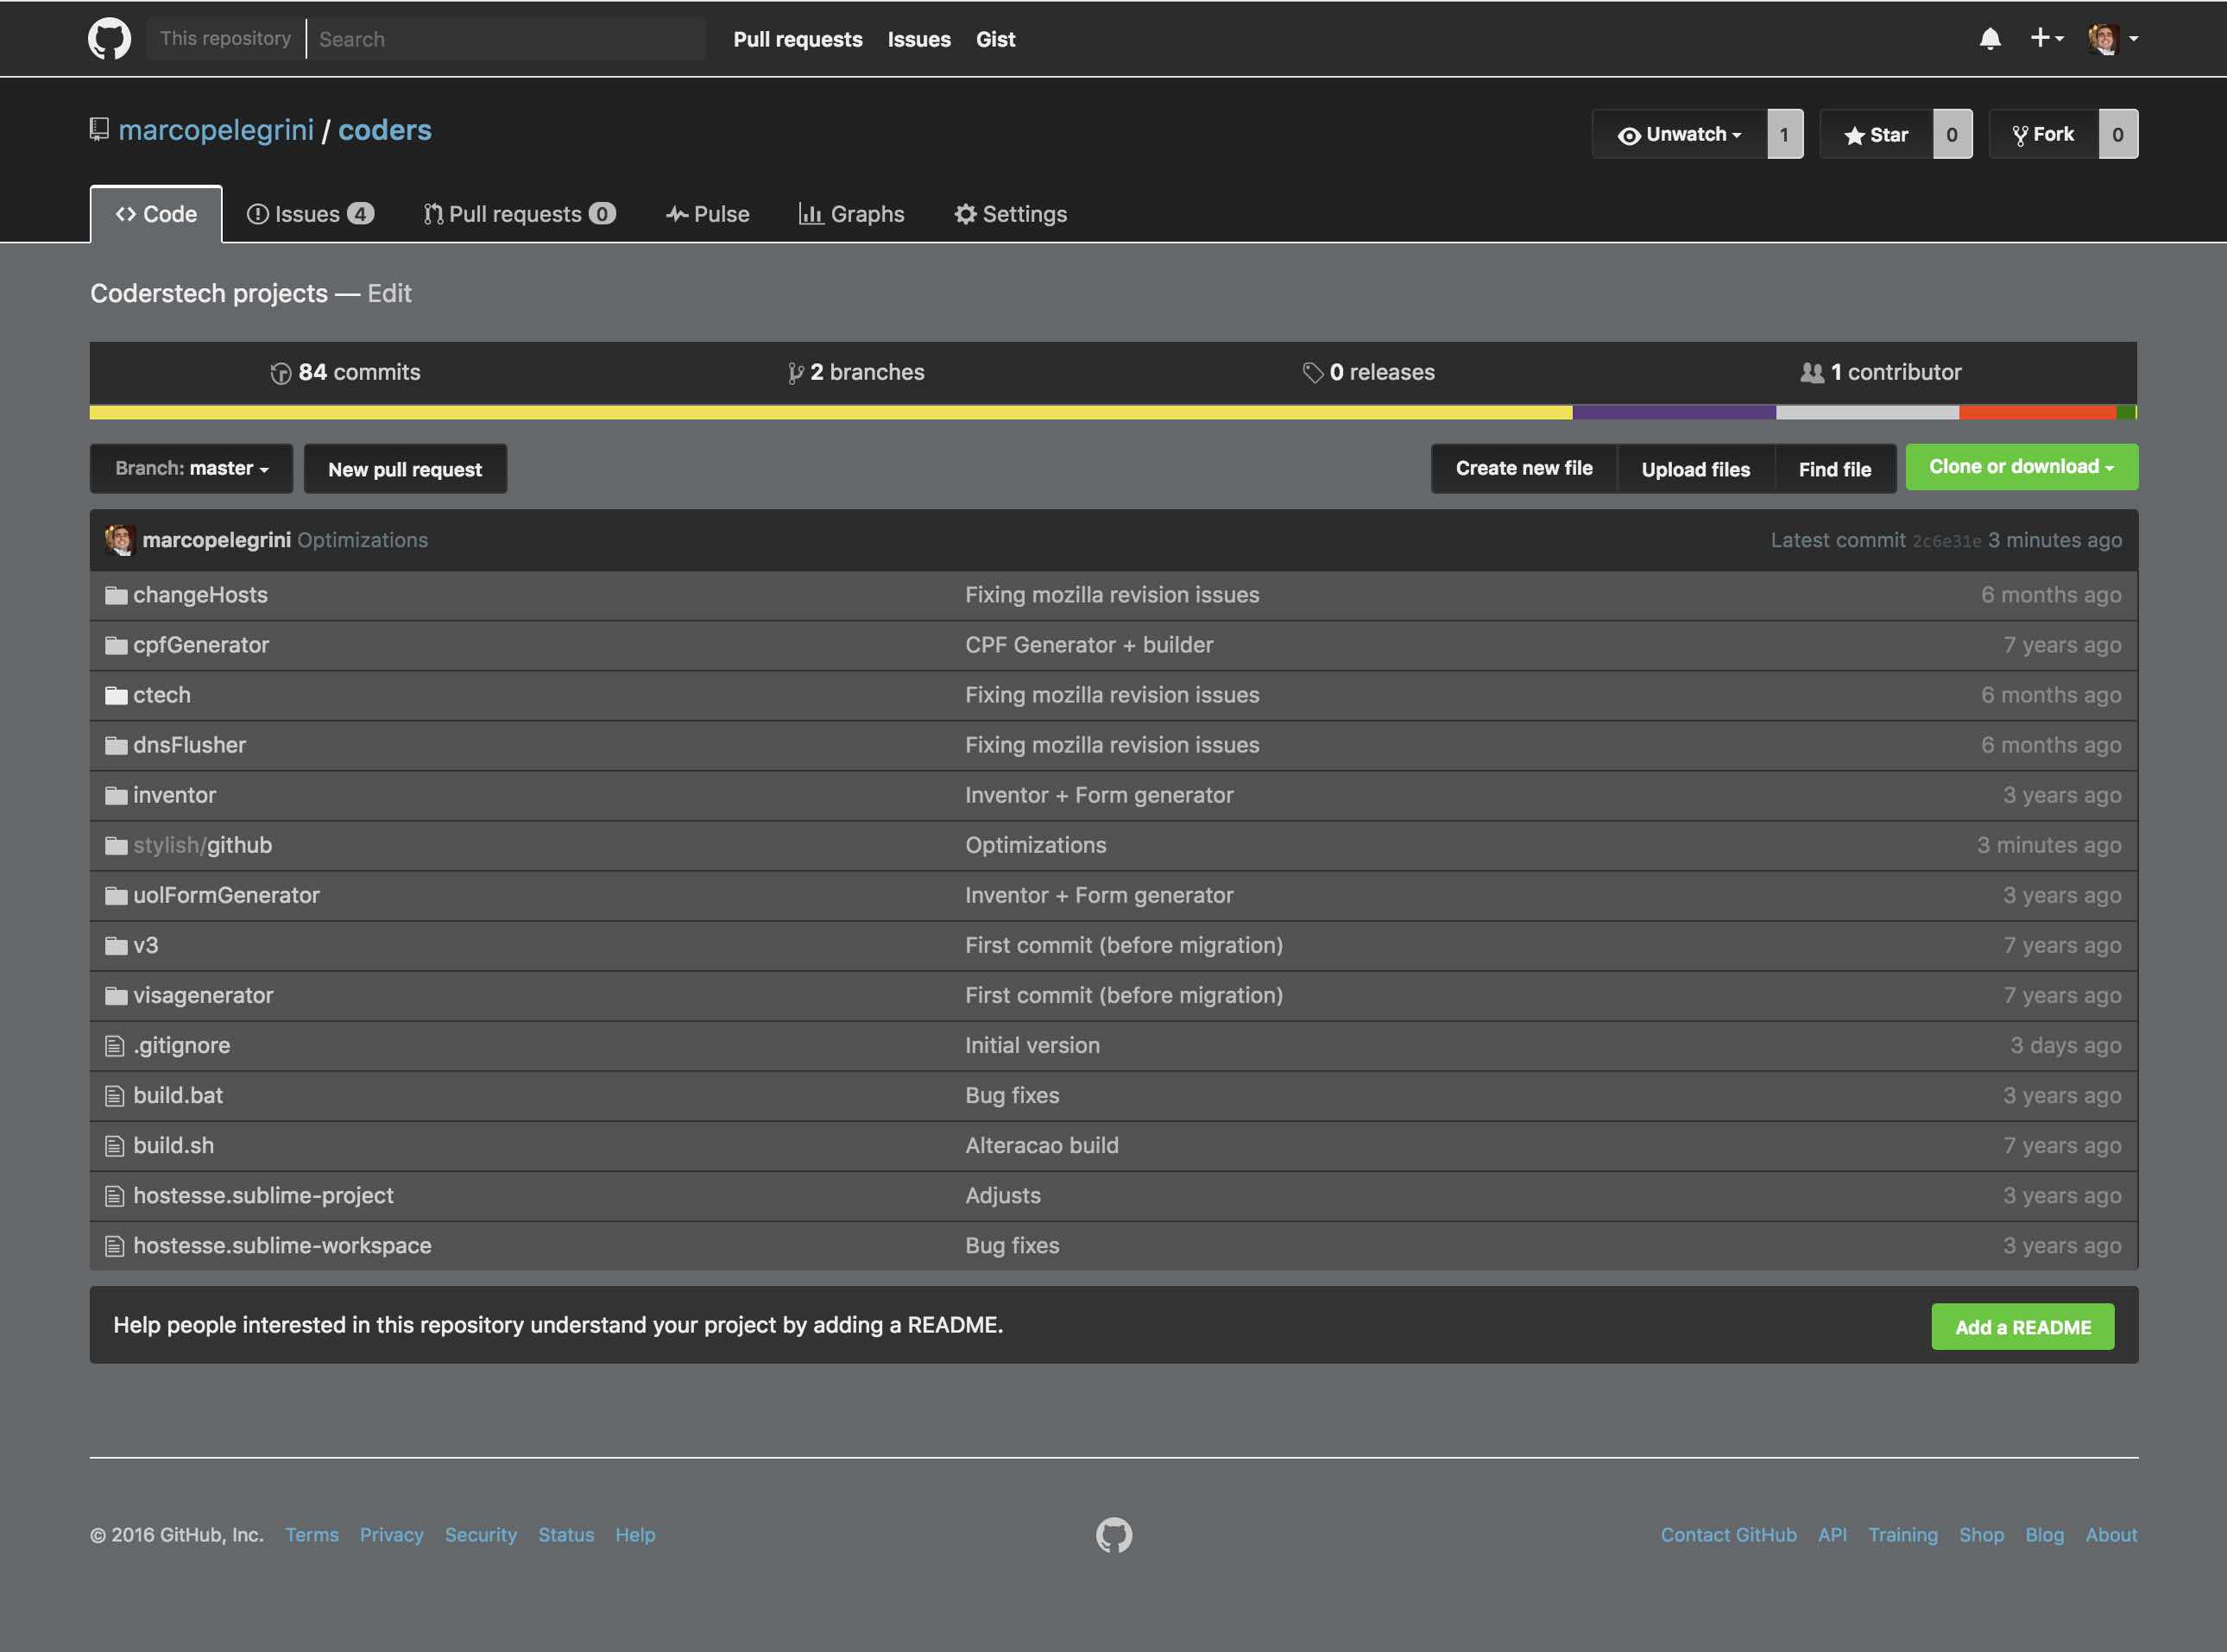 This repository Search Pull requests Issues Gist
marcopelegrini / coders Unwatch 1 Star 0 Fork 0
Code Issues 4 Pull requests 0 Pulse Graphs Settings
Coderstech projects — Edit
84 commits 2 branches 0 releases 1 contributor
Branch: master New pull request Create new file Upload files Find file Clone or download
marcopelegrini Optimizations Latest commit 2c6e31e 3 minutes ago
changeHosts Fixing mozilla revision issues 6 months ago
cpfGenerator CPF Generator + builder 7 years ago
ctech Fixing mozilla revision issues 6 months ago
dnsFlusher Fixing mozilla revision issues 6 months ago
inventor Inventor + Form generator 3 years ago
stylish/github Optimizations 3 minutes ago
uolFormGenerator Inventor + Form generator 3 years ago
v3 First commit (before migration) 7 years ago
visagenerator First commit (before migration) 7 years ago
.gitignore Initial version 3 days ago
build.bat Bug fixes 3 years ago
build.sh Alteracao build 7 years ago
hostesse.sublime-project Adjusts 3 years ago
hostesse.sublime-workspace Bug fixes 3 years ago
Help people interested in this repository understand your project by adding a README. Add a README
© 2016 GitHub, Inc. Terms Privacy Security Status Help Contact GitHub API Training Shop Blog About